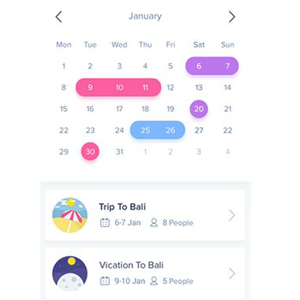 January
Mon Tue Wed Thu Fri Sat Sun
1 2 3 4 5 6 7
8 9 10 11 12 13 14
15 16 17 18 19 20 21
22 23 24 25 26 27 28
29 30 31 1 2 3 4
Trip To Bali
6-7 Jan 8 People
Vication To Bali
9-10 Jan 5 People